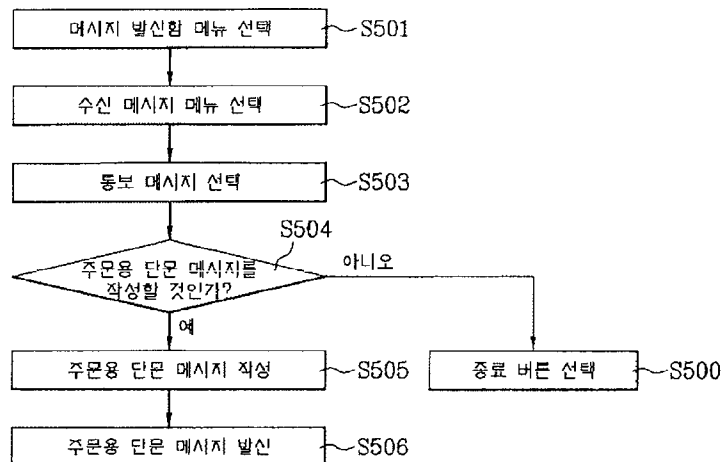 메시지 발신함 메뉴 선택 S501
수신 메시지 메뉴 선택 S502
통보 메시지 선택 S503
S504
주문용 단문 메시지를
작성할 것인가?
아니오
예
주문용 단문 메시지 작성 S505
종료 버튼 선택 S500
주문용 단문 메시지 발신 S506